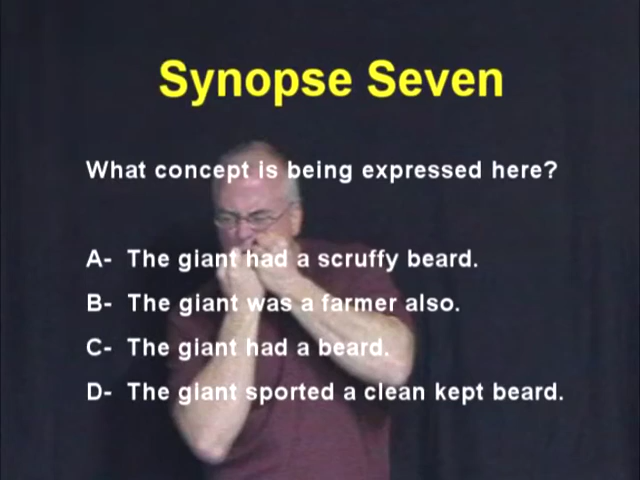 Synopse Seven
What concept is being expressed here?
A- The giant had a scruffy beard.
B- The giant was a farmer also.
C- The giant had a beard.
D- The giant sported a clean kept beard.